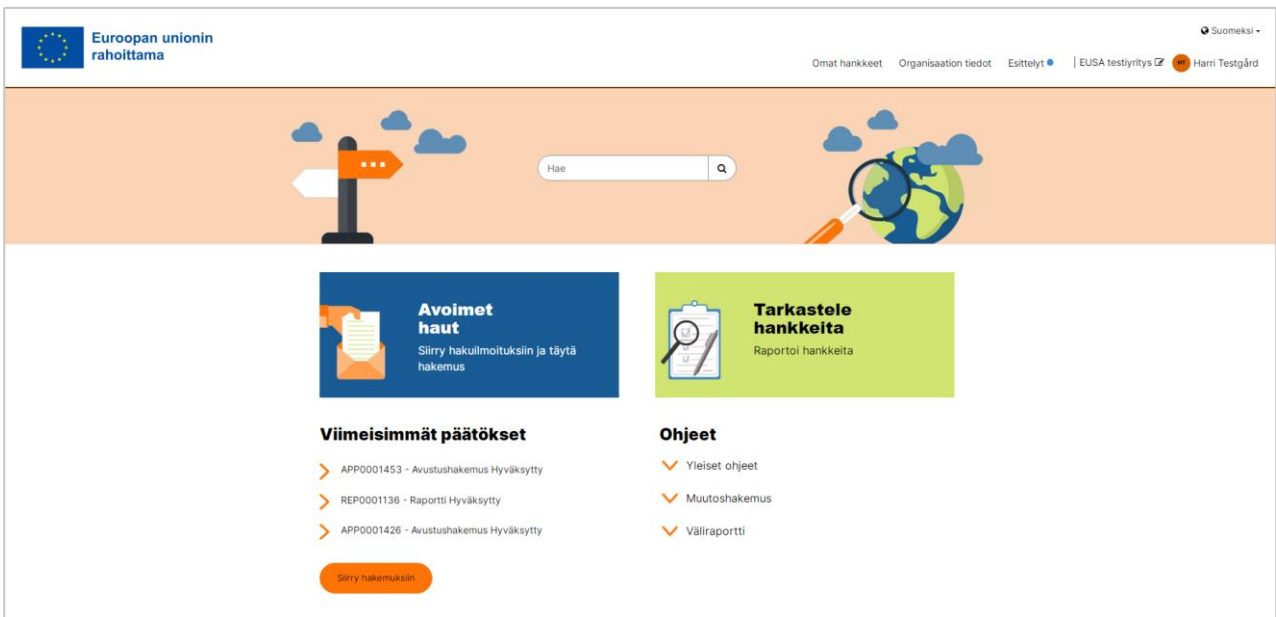 Euroopan unionin
rahoittama
Suomeksi
Omat hankkeet Organisaation tiedot Esittelyt | EUSA testiyritys HT Harri Testgård
Hae
Avoimet
haut
Siirry hakuilmoituksiin ja täytä
hakemus
Tarkastele
hankkeita
Raportoi hankkeita
Viimeisimmät päätökset
APP0001453 - Avustushakemus Hyväksytty
REP0001136 - Raportti Hyväksytty
APP0001426 - Avustushakemus Hyväksytty
Siirry hakemuksiin
Ohjeet
Yleiset ohjeet
Muutoshakemus
Väliraportti